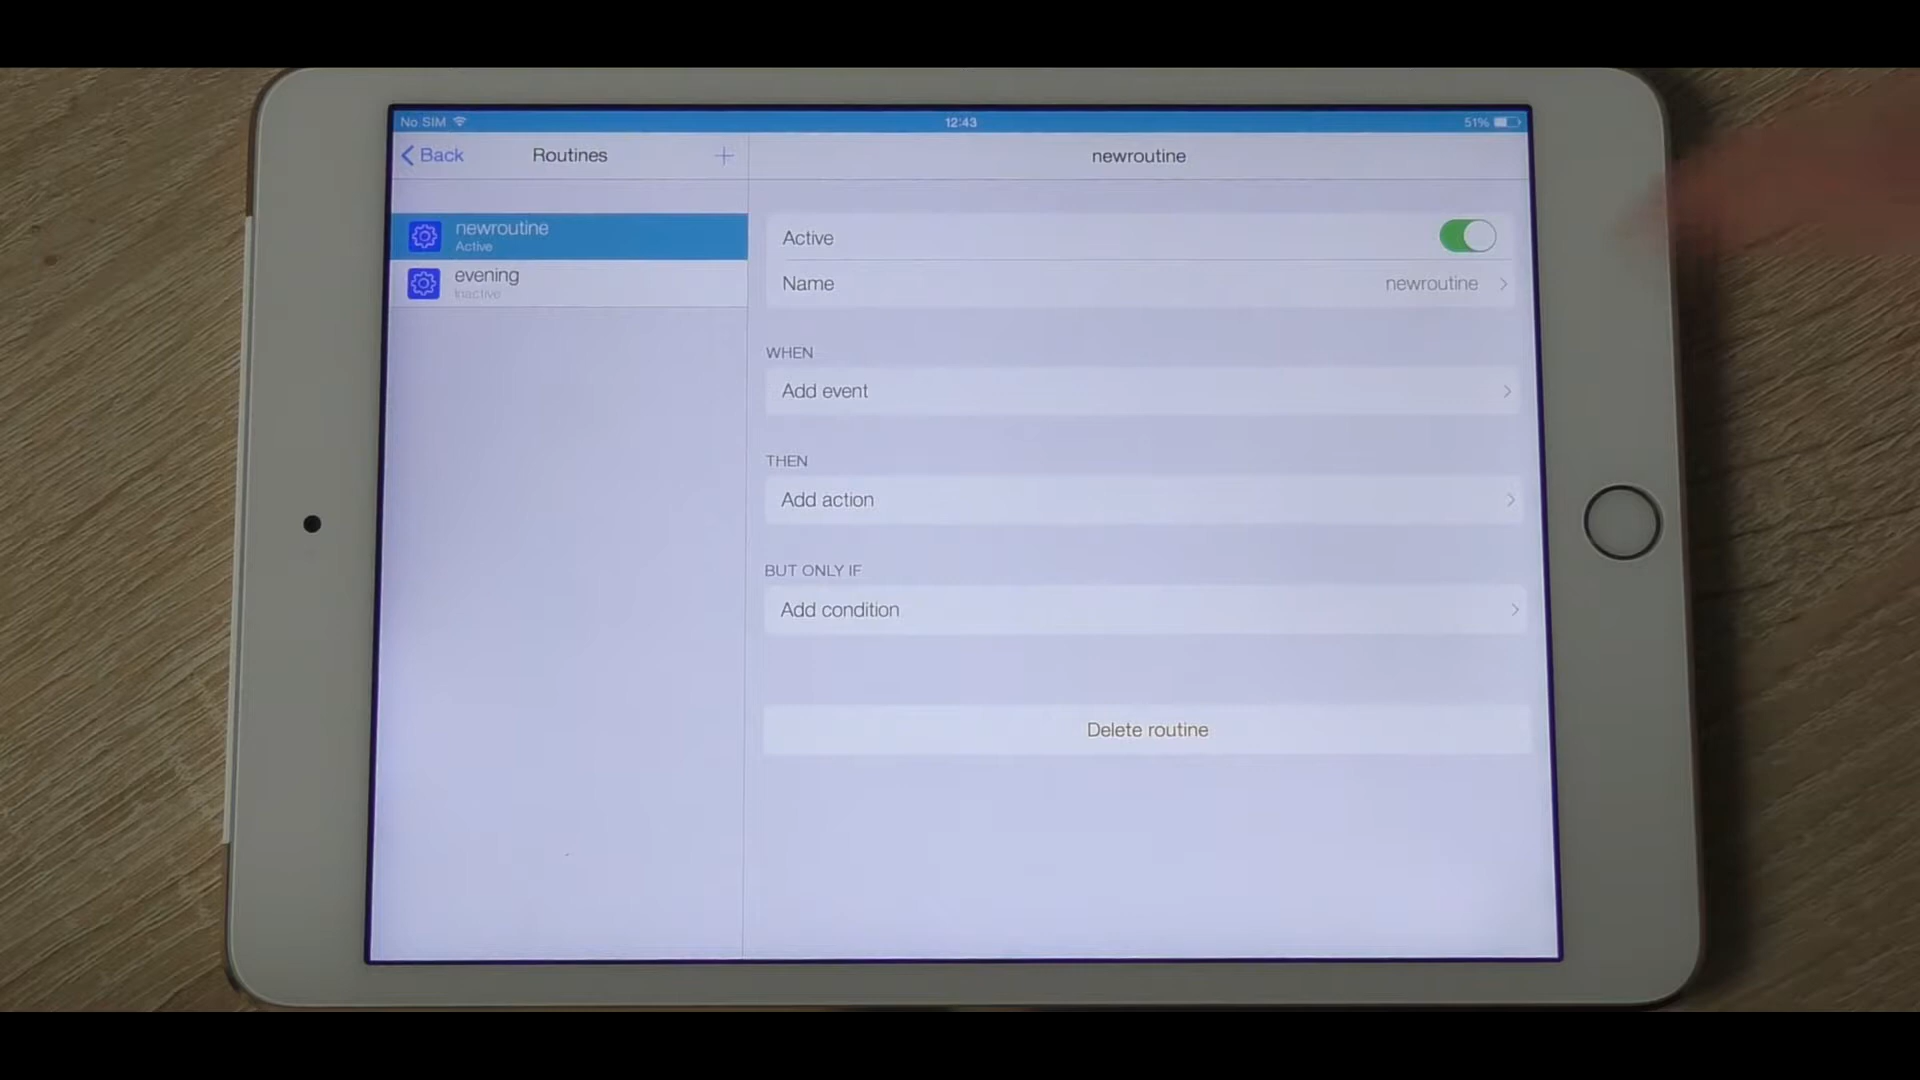 No SIM 12:43 51%
Back Routines + newroutine
newroutine
Active
evening
Inactive
Active
Name newroutine
WHEN
Add event
THEN
Add action
BUT ONLY IF
Add condition
Delete routine